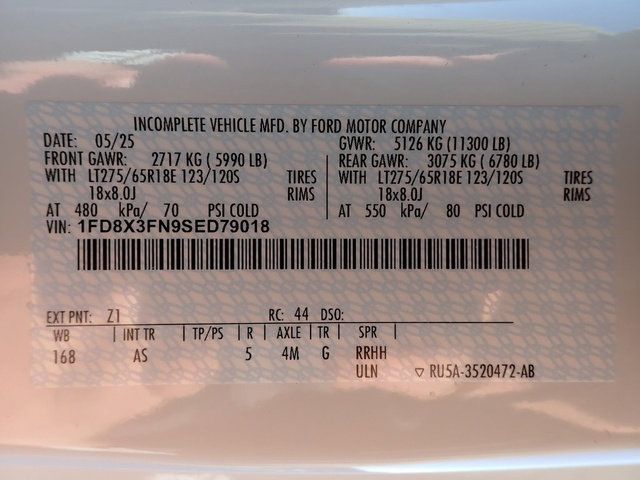 INCOMPLETE VEHICLE MFD. BY FORD MOTOR COMPANY
DATE: 05/25 GVWR: 5126 KG (11300 LB)
FRONT GAWR: 2717 KG ( 5990 LB) REAR GAWR: 3075 KG ( 6780 LB)
WITH LT275/65R18E 123/120S TIRES WITH LT275/65R18E 123/120S TIRES
18x8.0J RIMS 18x8.0J RIMS
AT 480 kPa/ 70 PSI COLD AT 550 kPa/ 80 PSI COLD
VIN: 1FD8X3FN9SED79018
EXT PNT: Z1 RC: 44 DSO:
WB INT TR TP/PS R AXLE TR SPR
168 AS 5 4M G RRHH
ULN ▽ RU5A-3520472-AB